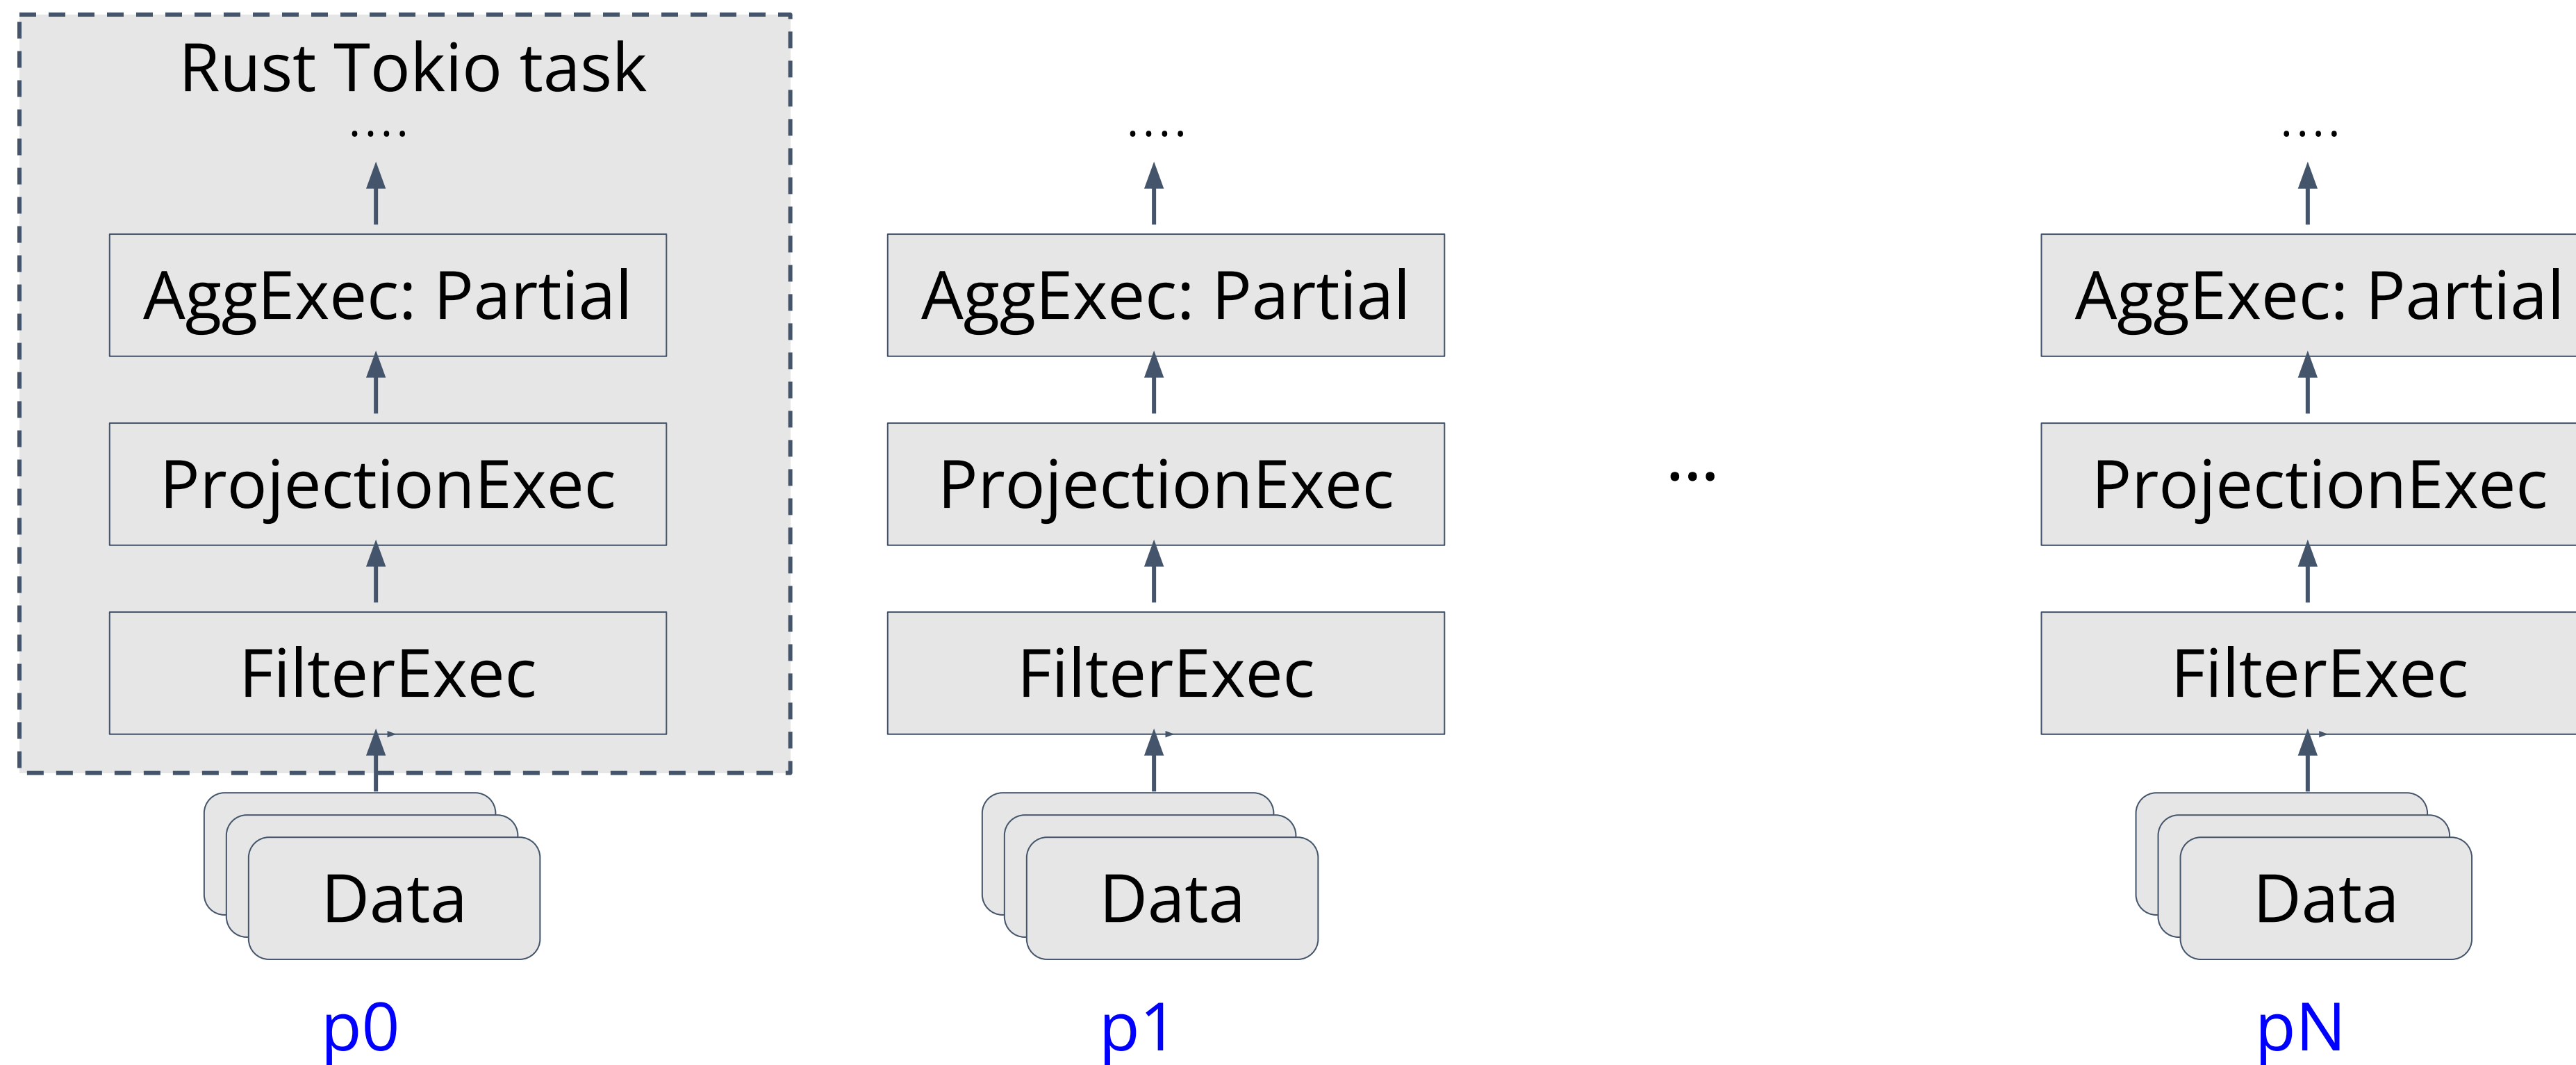 Rust Tokio task
....
AggExec: Partial
ProjectionExec
FilterExec
Data
p0
....
AggExec: Partial
ProjectionExec
FilterExec
Data
p1
...
....
AggExec: Partial
ProjectionExec
FilterExec
Data
pN